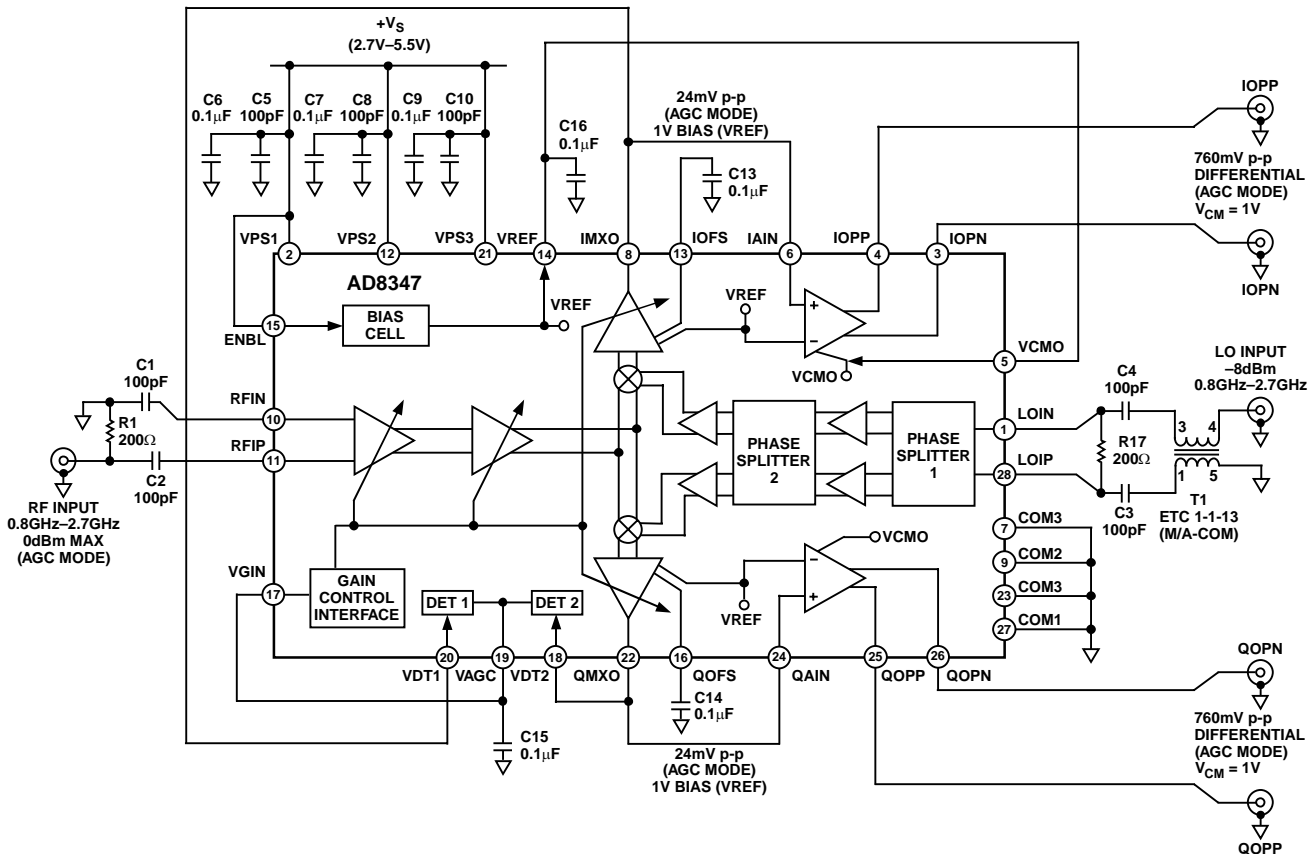 +VS
(2.7V–5.5V)
C6
0.1µF
C5
100pF
C7
0.1µF
C8
100pF
C9
0.1µF
C10
100pF
C16
0.1µF
24mV p-p
(AGC MODE)
1V BIAS (VREF)
C13
0.1µF
IOPP
760mV p-p
DIFFERENTIAL
(AGC MODE)
VCM = 1V
IOPN
VPS1
2
VPS2
12
VPS3
21
VREF
14
IMXO
8
IOFS
13
IAIN
6
IOPP
4
IOPN
3
AD8347
ENBL
15
BIAS
CELL
VREF
VREF
+
–
VCMO
VCMO
5
LO INPUT
–8dBm
0.8GHz–2.7GHz
C1
100pF
R1
200Ω
C2
100pF
RFIN
10
RFIP
11
RF INPUT
0.8GHz–2.7GHz
0dBm MAX
(AGC MODE)
PHASE
SPLITTER
2
PHASE
SPLITTER
1
LOIN
1
LOIP
28
C4
100pF
R17
200Ω
C3
100pF
3
4
1
5
T1
ETC 1-1-13
(M/A-COM)
COM3
7
COM2
9
COM3
23
COM1
27
VGIN
17
GAIN
CONTROL
INTERFACE
DET 1
DET 2
VREF
VCMO
–
+
20
VDT1
19
VAGC
18
VDT2
22
QMXO
16
QOFS
24
QAIN
25
QOPP
26
QOPN
C14
0.1µF
C15
0.1µF
24mV p-p
(AGC MODE)
1V BIAS (VREF)
QOPN
760mV p-p
DIFFERENTIAL
(AGC MODE)
VCM = 1V
QOPP